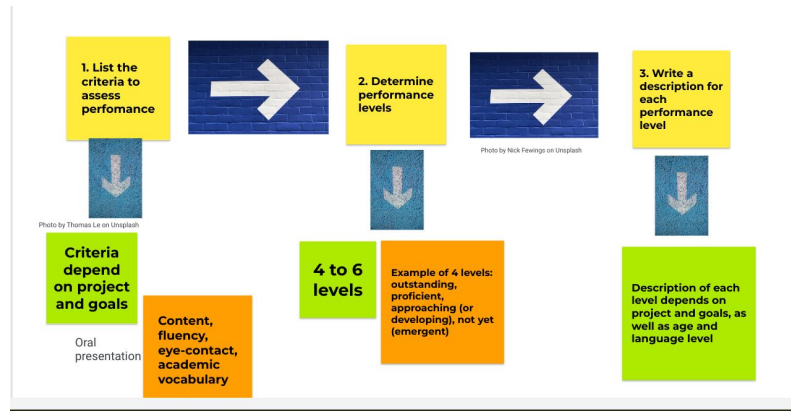 1. List the
criteria to
assess
perfomance
2. Determine
performance
levels
3. Write a
description for
each
performance
level
Photo by Nick Fewings on Unsplash
Photo by Thomas Le on Unsplash
Criteria
depend
on project
and goals
Oral
presentation
Content,
fluency,
eye-contact,
academic
vocabulary
4 to 6
levels
Example of 4 levels:
outstanding,
proficient,
approaching (or
developing), not yet
(emergent)
Description of each
level depends on
project and goals, as
well as age and
language level